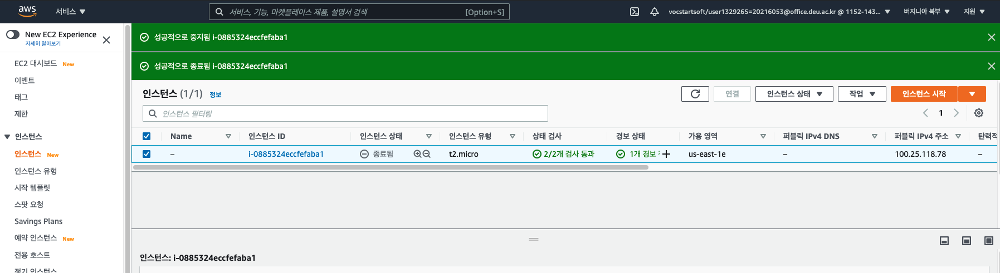 aws 서비스 서비스, 기능, 마켓플레이스 제품, 설명서 검색 [Option+S] vocstartsoft/user1329265=20216053@office.deu.ac.kr @ 1152-143... 버지니아 북부 지원
New EC2 Experience
자세히 알아보기
성공적으로 중지됨 i-0885324eccfefaba1
성공적으로 종료됨 i-0885324eccfefaba1
EC2 대시보드 New
이벤트
태그
제한
인스턴스
인스턴스 New
인스턴스 유형
시작 템플릿
스팟 요청
Savings Plans
예약 인스턴스 New
전용 호스트
정기 인스턴스
인스턴스 (1/1) 정보
연결 인스턴스 상태 작업 인스턴스 시작
인스턴스 필터링
1
Name 인스턴스 ID 인스턴스 상태 인스턴스 유형 상태 검사 경보 상태 가용 영역 퍼블릭 IPv4 DNS 퍼블릭 IPv4 주소 탄력적
– i-0885324eccfefaba1 종료됨 t2.micro 2/2개 검사 통과 1개 경보 us-east-1e – 100.25.118.78 –
인스턴스: i-0885324eccfefaba1